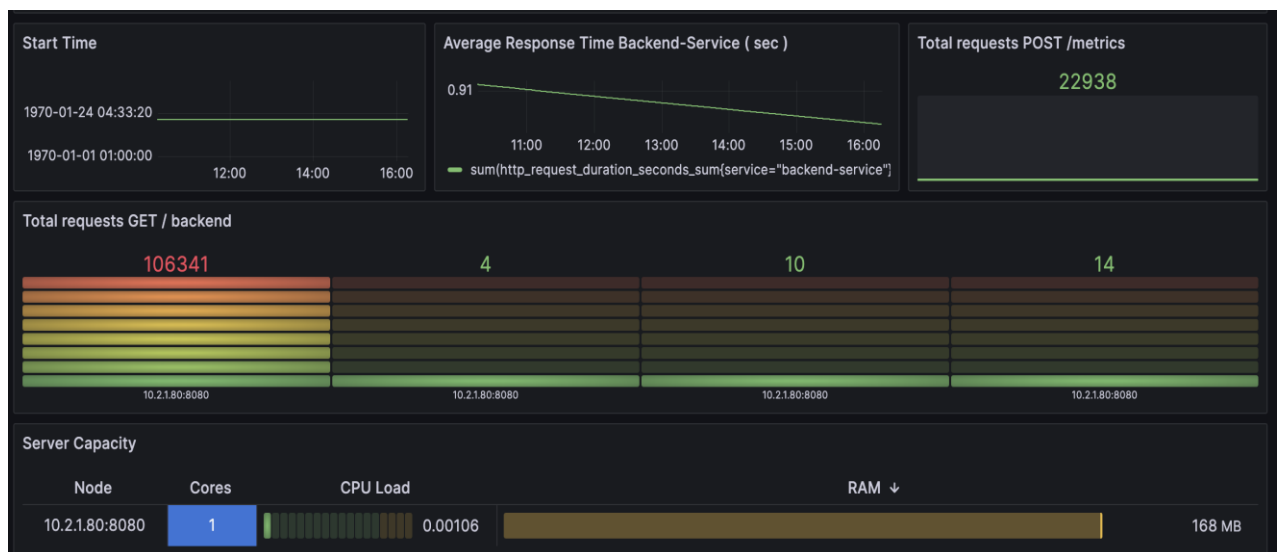 Start Time
1970-01-24 04:33:20
1970-01-01 01:00:00
12:00 14:00 16:00
Average Response Time Backend-Service ( sec )
0.91
11:00 12:00 13:00 14:00 15:00 16:00
sum(http_request_duration_seconds_sum{service="backend-service"]
Total requests POST /metrics
22938
Total requests GET / backend
106341 4 10 14
10.2.1.80:8080 10.2.1.80:8080 10.2.1.80:8080 10.2.1.80:8080
Server Capacity
Node Cores CPU Load RAM ↓
10.2.1.80:8080 1 0.00106 168 MB